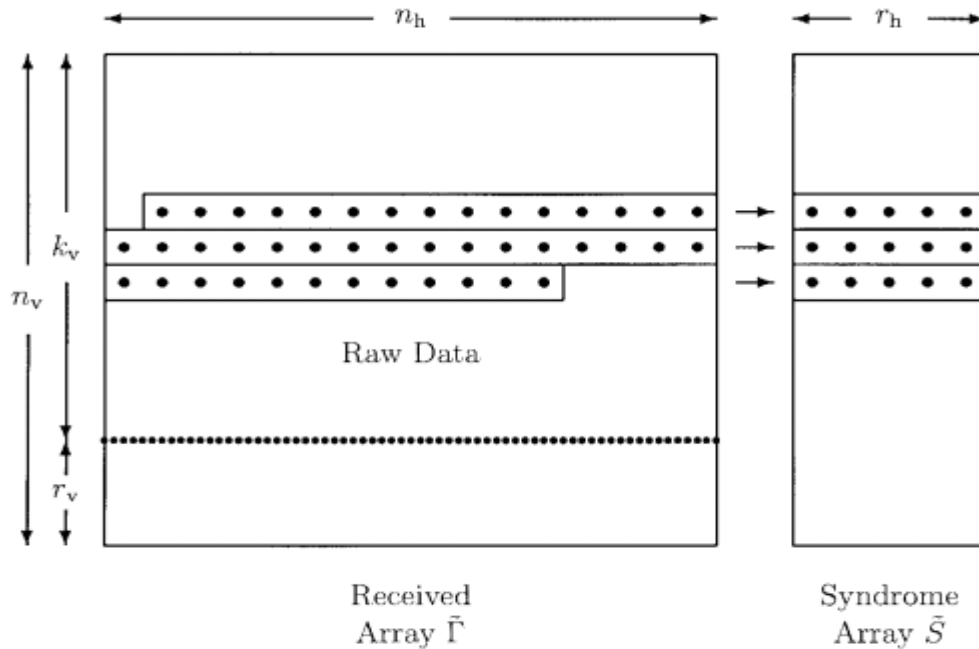 n_h
r_h
k_v
n_v
Raw Data
r_v
Received
Array Γ̃
Syndrome
Array S̃